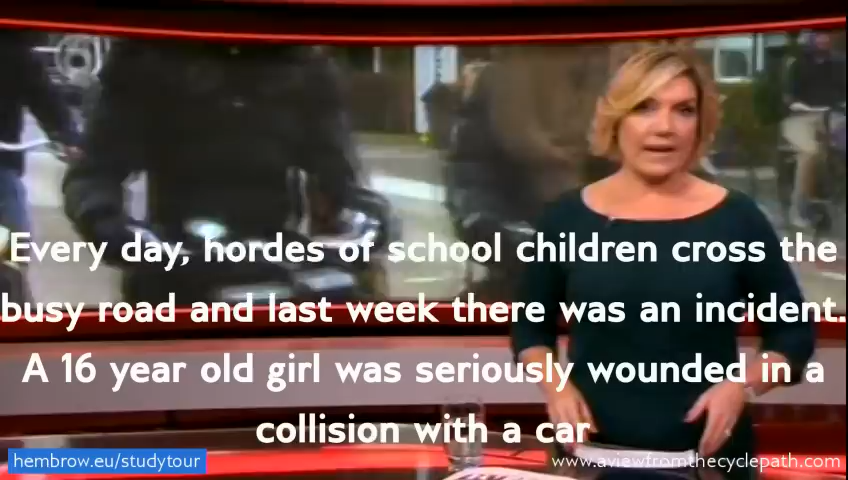 Every day, hordes of school children cross the
busy road and last week there was an incident.
A 16 year old girl was seriously wounded in a
collision with a car
hembrow.eu/studytour
www.aviewfromthecyclepath.com